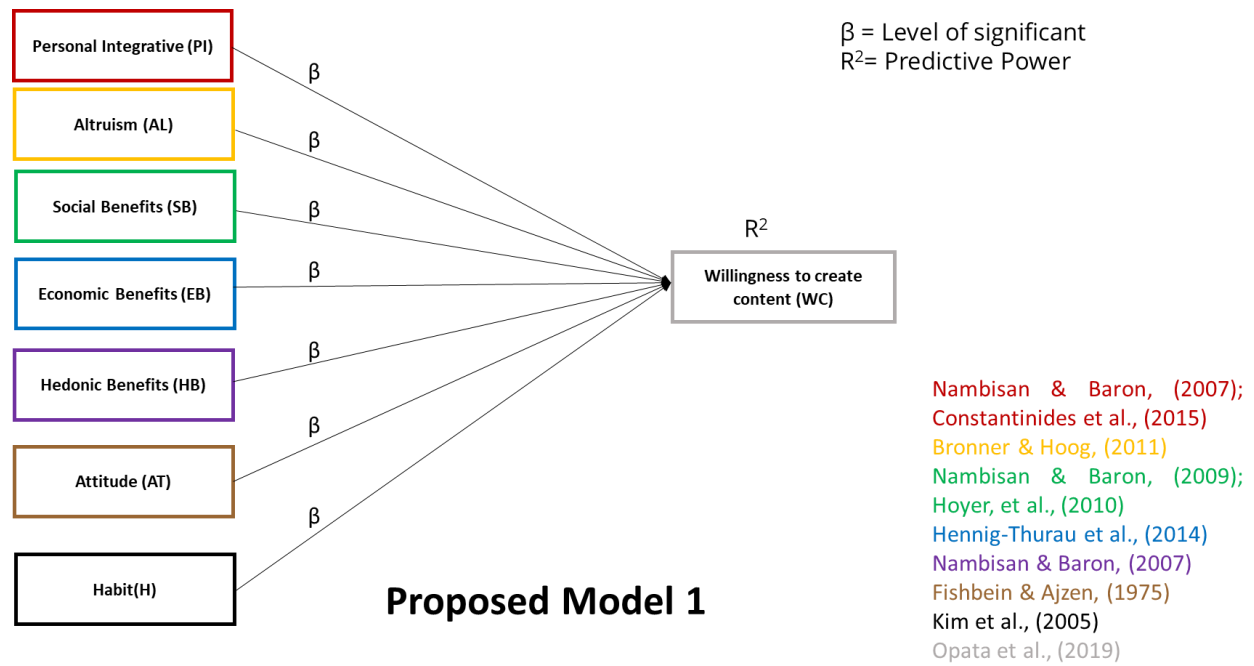 Personal Integrative (PI)
Altruism (AL)
Social Benefits (SB)
Economic Benefits (EB)
Hedonic Benefits (HB)
Attitude (AT)
Habit(H)
β
β
β
β
β
β
β
R²
Willingness to create
content (WC)
β = Level of significant
R²= Predictive Power
Nambisan & Baron, (2007);
Constantinides et al., (2015)
Bronner & Hoog, (2011)
Nambisan & Baron, (2009);
Hoyer, et al., (2010)
Hennig-Thurau et al., (2014)
Nambisan & Baron, (2007)
Fishbein & Ajzen, (1975)
Kim et al., (2005)
Opata et al., (2019)
Proposed Model 1